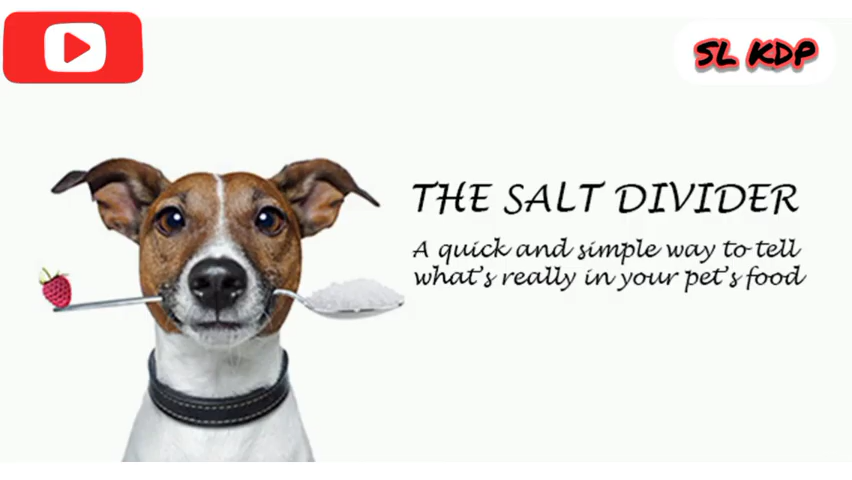 SL KDP
THE SALT DIVIDER
A quick and simple way to tell
what's really in your pet's food